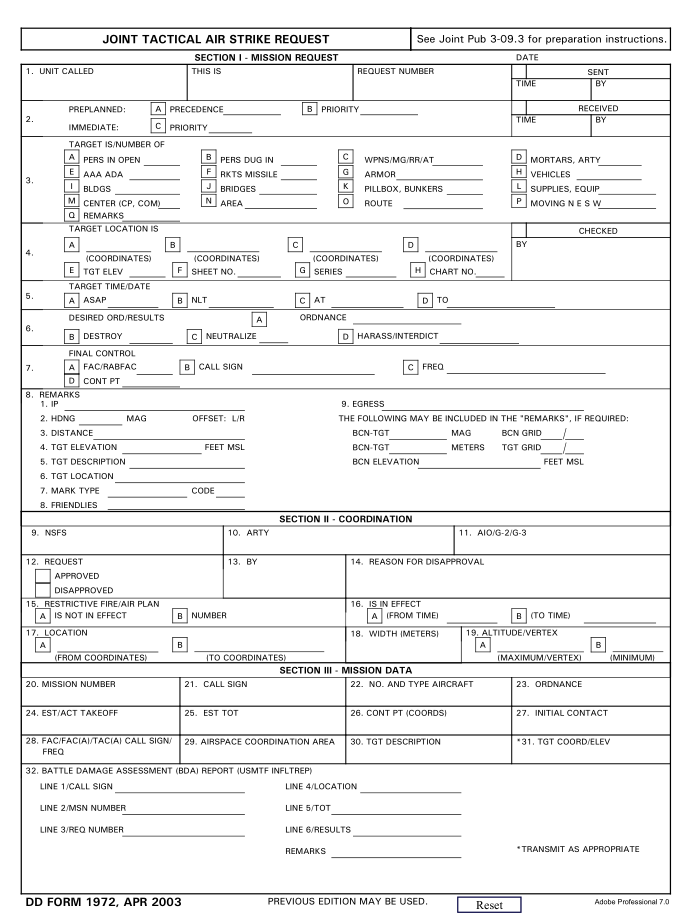 JOINT TACTICAL AIR STRIKE REQUEST
See Joint Pub 3-09.3 for preparation instructions.
SECTION I - MISSION REQUEST DATE
1. UNIT CALLED THIS IS REQUEST NUMBER SENT
TIME BY
2. PREPLANNED: A PRECEDENCE B PRIORITY RECEIVED
IMMEDIATE: C PRIORITY TIME BY
3. TARGET IS/NUMBER OF
A PERS IN OPEN B PERS DUG IN C WPNS/MG/RR/AT D MORTARS, ARTY
E AAA ADA F RKTS MISSILE G ARMOR H VEHICLES
I BLDGS J BRIDGES K PILLBOX, BUNKERS L SUPPLIES, EQUIP
M CENTER (CP, COM) N AREA O ROUTE P MOVING N E S W
Q REMARKS
4. TARGET LOCATION IS CHECKED
A B C D BY
(COORDINATES) (COORDINATES) (COORDINATES) (COORDINATES)
E TGT ELEV F SHEET NO. G SERIES H CHART NO.
5. TARGET TIME/DATE
A ASAP B NLT C AT D TO
6. DESIRED ORD/RESULTS A ORDNANCE
B DESTROY C NEUTRALIZE D HARASS/INTERDICT
7. FINAL CONTROL
A FAC/RABFAC B CALL SIGN C FREQ
D CONT PT
8. REMARKS
1. IP 9. EGRESS
2. HDNG MAG OFFSET: L/R THE FOLLOWING MAY BE INCLUDED IN THE "REMARKS", IF REQUIRED:
3. DISTANCE BCN-TGT MAG BCN GRID /
4. TGT ELEVATION FEET MSL BCN-TGT METERS TGT GRID /
5. TGT DESCRIPTION BCN ELEVATION FEET MSL
6. TGT LOCATION
7. MARK TYPE CODE
8. FRIENDLIES
SECTION II - COORDINATION
9. NSFS 10. ARTY 11. AIO/G-2/G-3
12. REQUEST 13. BY 14. REASON FOR DISAPPROVAL
APPROVED
DISAPPROVED
15. RESTRICTIVE FIRE/AIR PLAN 16. IS IN EFFECT
A IS NOT IN EFFECT B NUMBER A (FROM TIME) B (TO TIME)
17. LOCATION 18. WIDTH (METERS) 19. ALTITUDE/VERTEX
A B A B
(FROM COORDINATES) (TO COORDINATES) (MAXIMUM/VERTEX) (MINIMUM)
SECTION III - MISSION DATA
20. MISSION NUMBER 21. CALL SIGN 22. NO. AND TYPE AIRCRAFT 23. ORDNANCE
24. EST/ACT TAKEOFF 25. EST TOT 26. CONT PT (COORDS) 27. INITIAL CONTACT
28. FAC/FAC(A)/TAC(A) CALL SIGN/ 29. AIRSPACE COORDINATION AREA 30. TGT DESCRIPTION *31. TGT COORD/ELEV
FREQ
32. BATTLE DAMAGE ASSESSMENT (BDA) REPORT (USMTF INFLTREP)
LINE 1/CALL SIGN LINE 4/LOCATION
LINE 2/MSN NUMBER LINE 5/TOT
LINE 3/REQ NUMBER LINE 6/RESULTS
REMARKS *TRANSMIT AS APPROPRIATE
DD FORM 1972, APR 2003 PREVIOUS EDITION MAY BE USED. Reset Adobe Professional 7.0